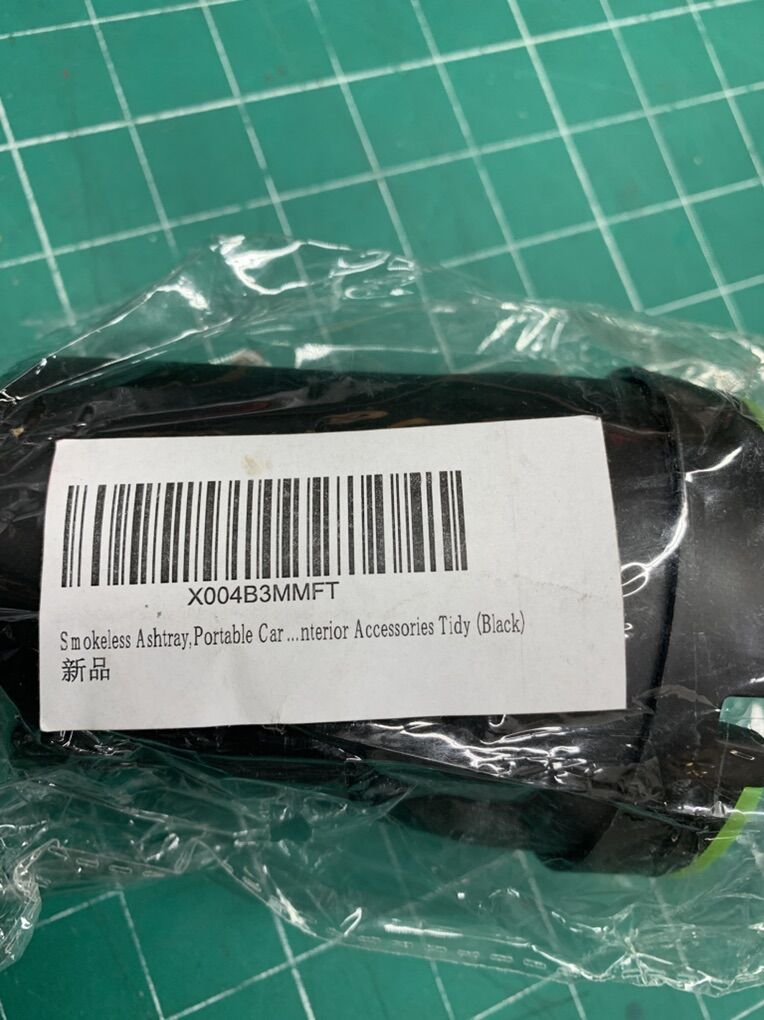 X004B3MMFT
Smokeless Ashtray,Portable Car ...nterior Accessories Tidy (Black)
新品